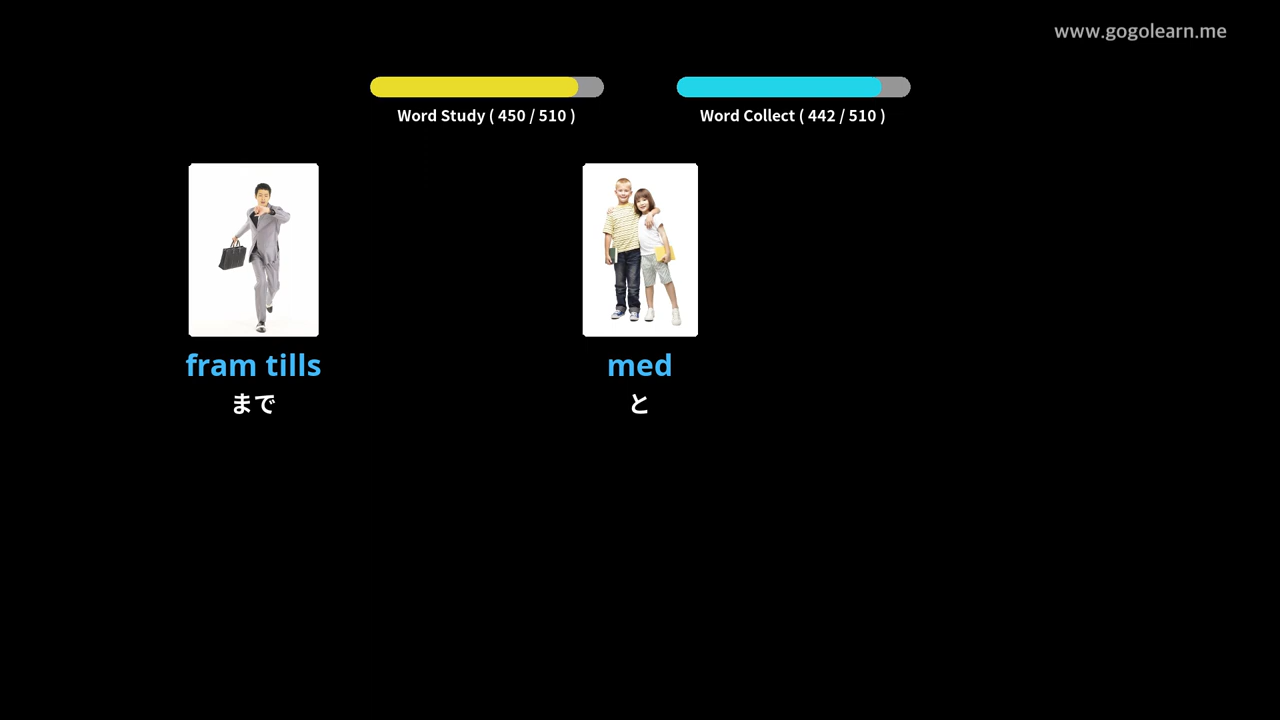 www.gogolearn.me
Word Study ( 450 / 510 )
Word Collect ( 442 / 510 )
fram tills
まで
med
と